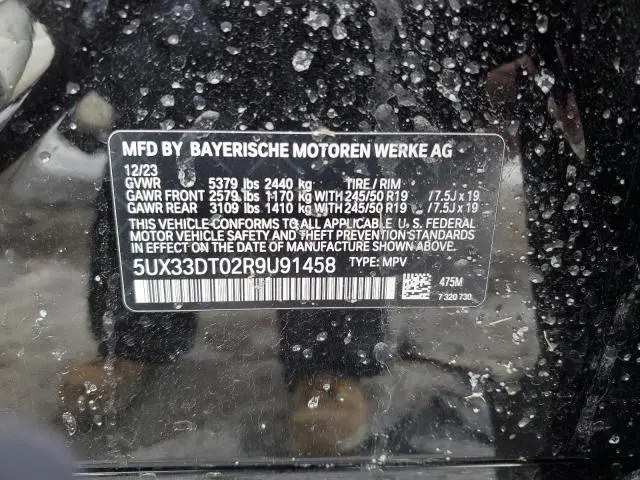 MFD BY BAYERISCHE MOTOREN WERKE AG
12/23
GVWR 5379 lbs 2440 kg TIRE / RIM
GAWR FRONT 2579 lbs 1170 kg WITH 245/50 R19 /7.5J x 19
GAWR REAR 3109 lbs 1410 kg WITH 245/50 R19 /7.5J x 19
THIS VEHICLE CONFORMS TO ALL APPLICABLE U. S. FEDERAL
MOTOR VEHICLE SAFETY AND THEFT PREVENTION STANDARDS
IN EFFECT ON THE DATE OF MANUFACTURE SHOWN ABOVE.
5UX33DT02R9U91458 TYPE: MPV
475M
7 320 730